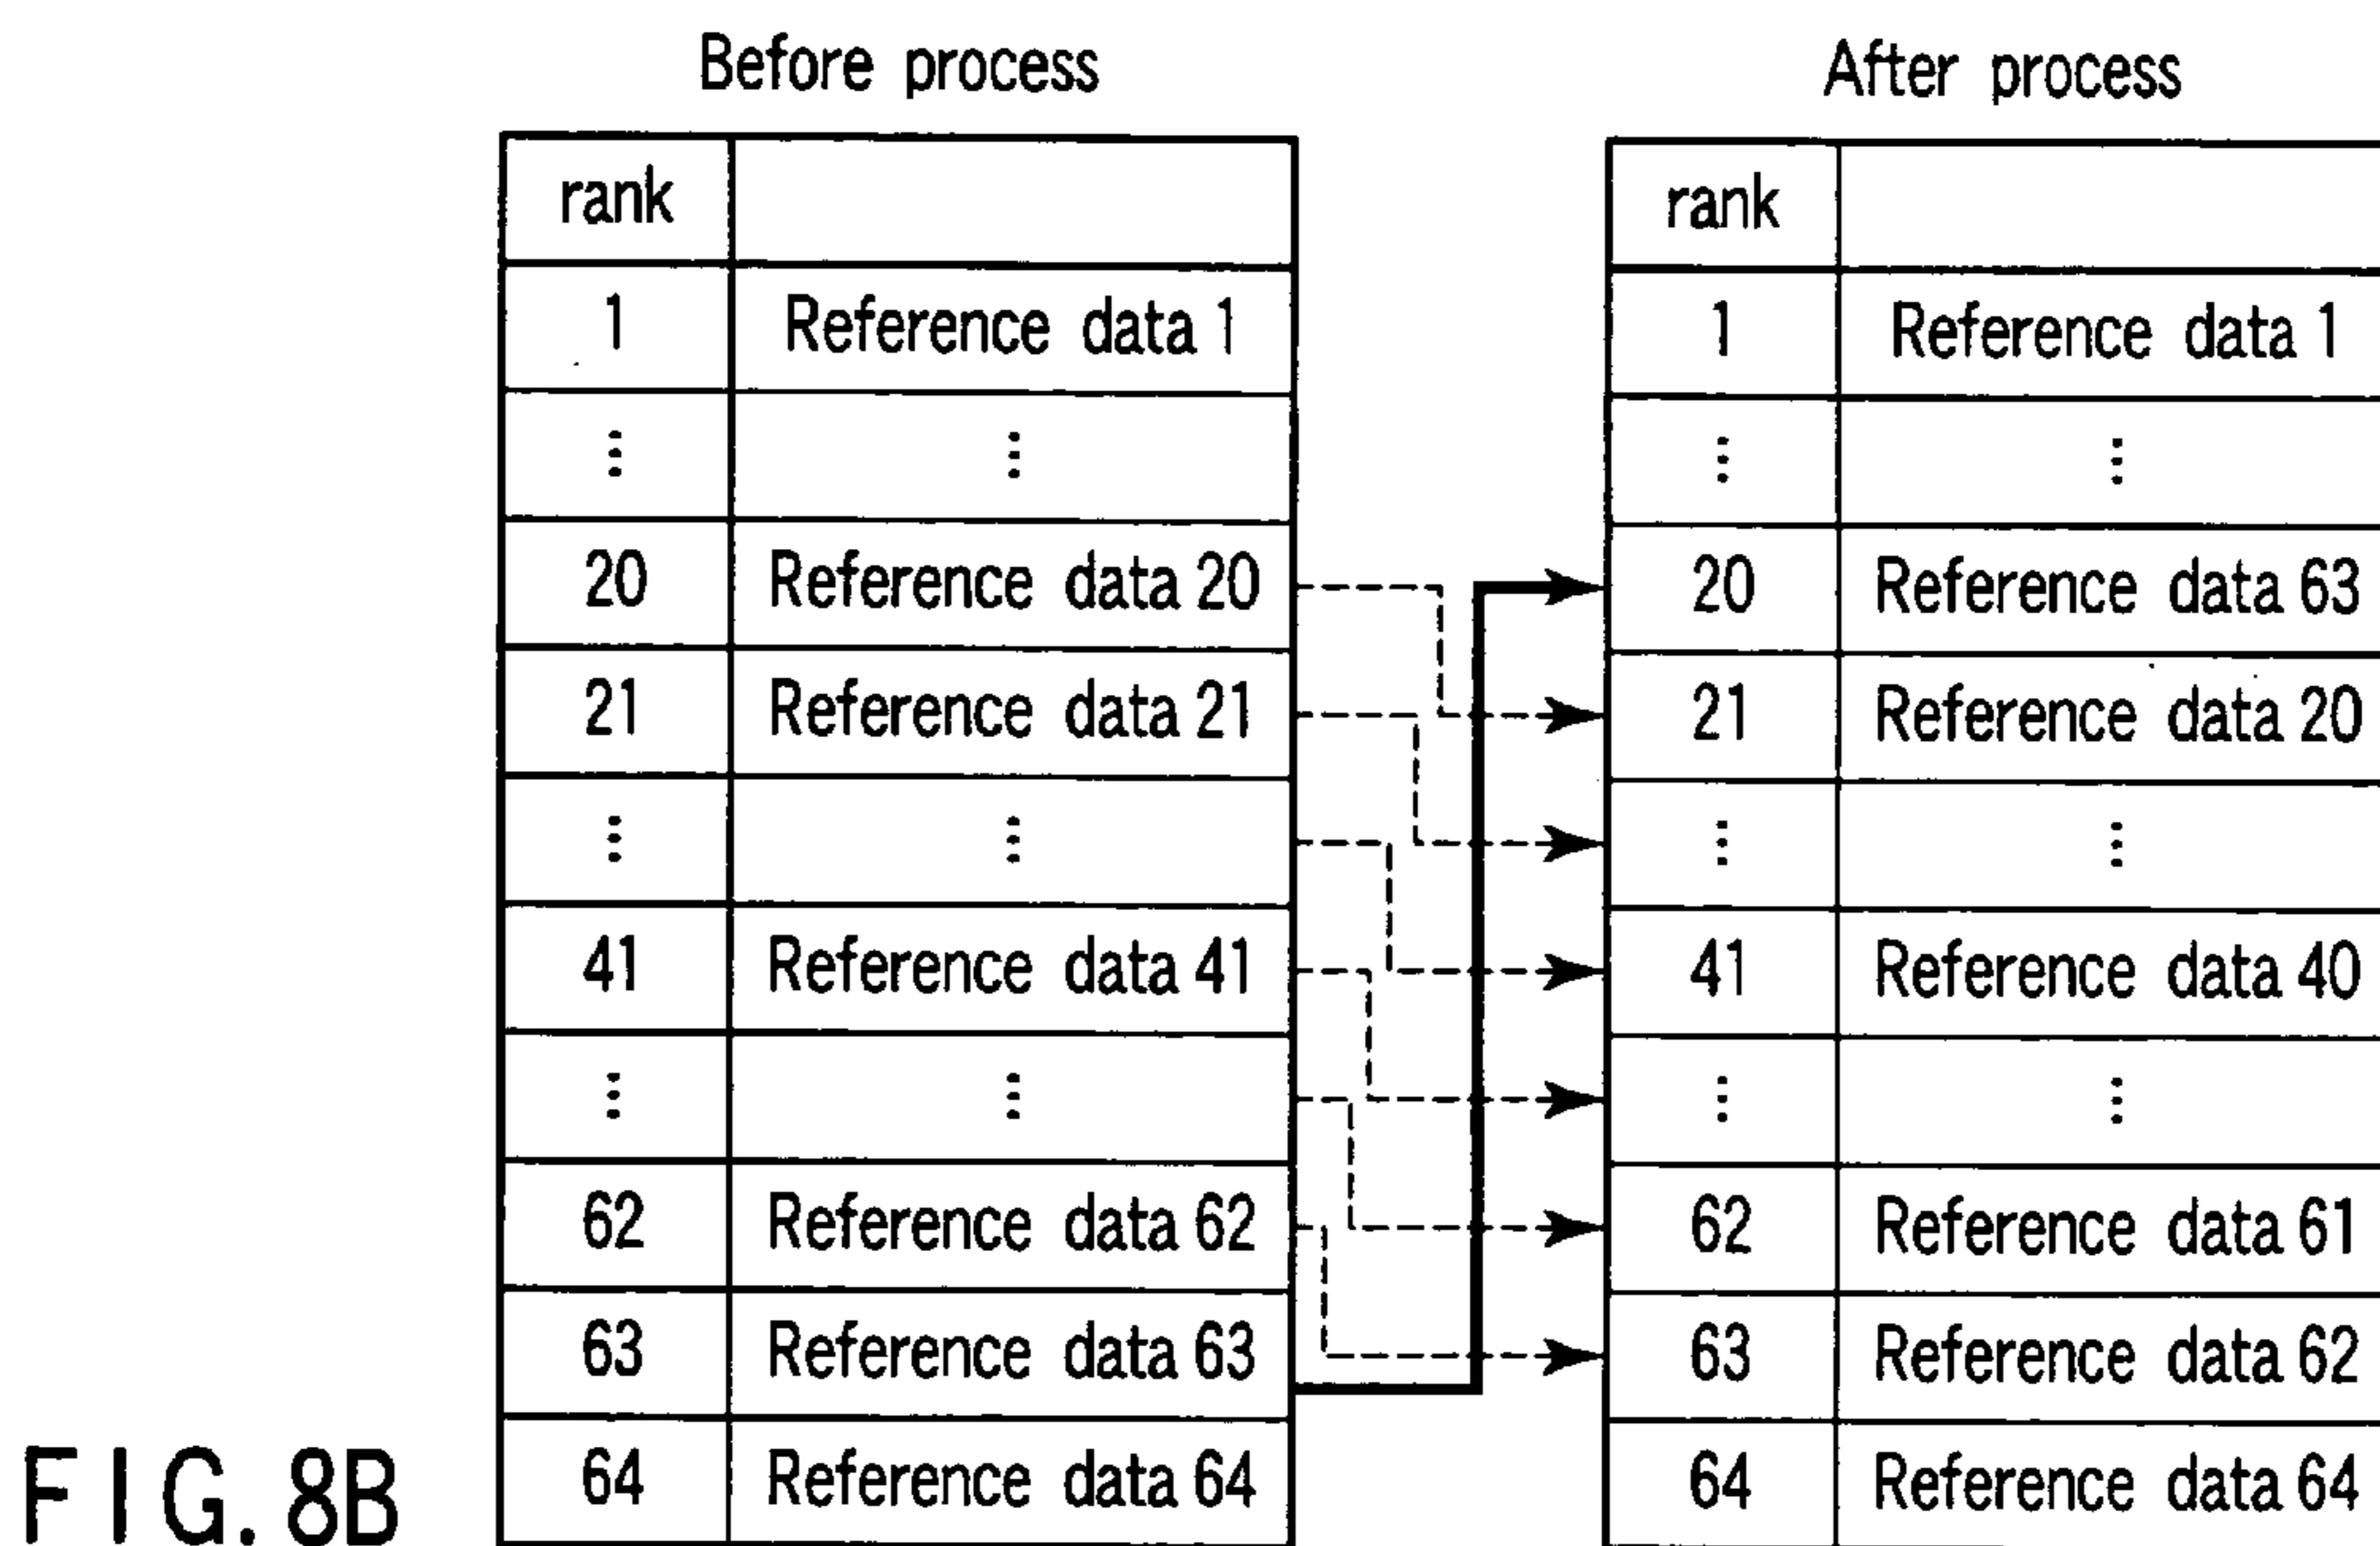 Before process
rank
1 Reference data 1
⋮ ⋮
20 Reference data 20
21 Reference data 21
⋮ ⋮
41 Reference data 41
⋮ ⋮
62 Reference data 62
63 Reference data 63
64 Reference data 64
After process
rank
1 Reference data 1
⋮ ⋮
20 Reference data 63
21 Reference data 20
⋮ ⋮
41 Reference data 40
⋮ ⋮
62 Reference data 61
63 Reference data 62
64 Reference data 64
FIG. 8B